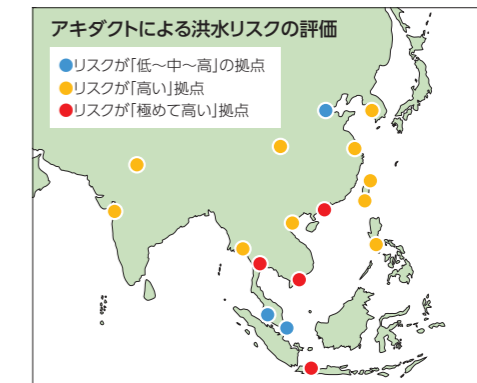 アキダクトによる洪水リスクの評価
●リスクが「低～中～高」の拠点
●リスクが「高い」拠点
●リスクが「極めて高い」拠点